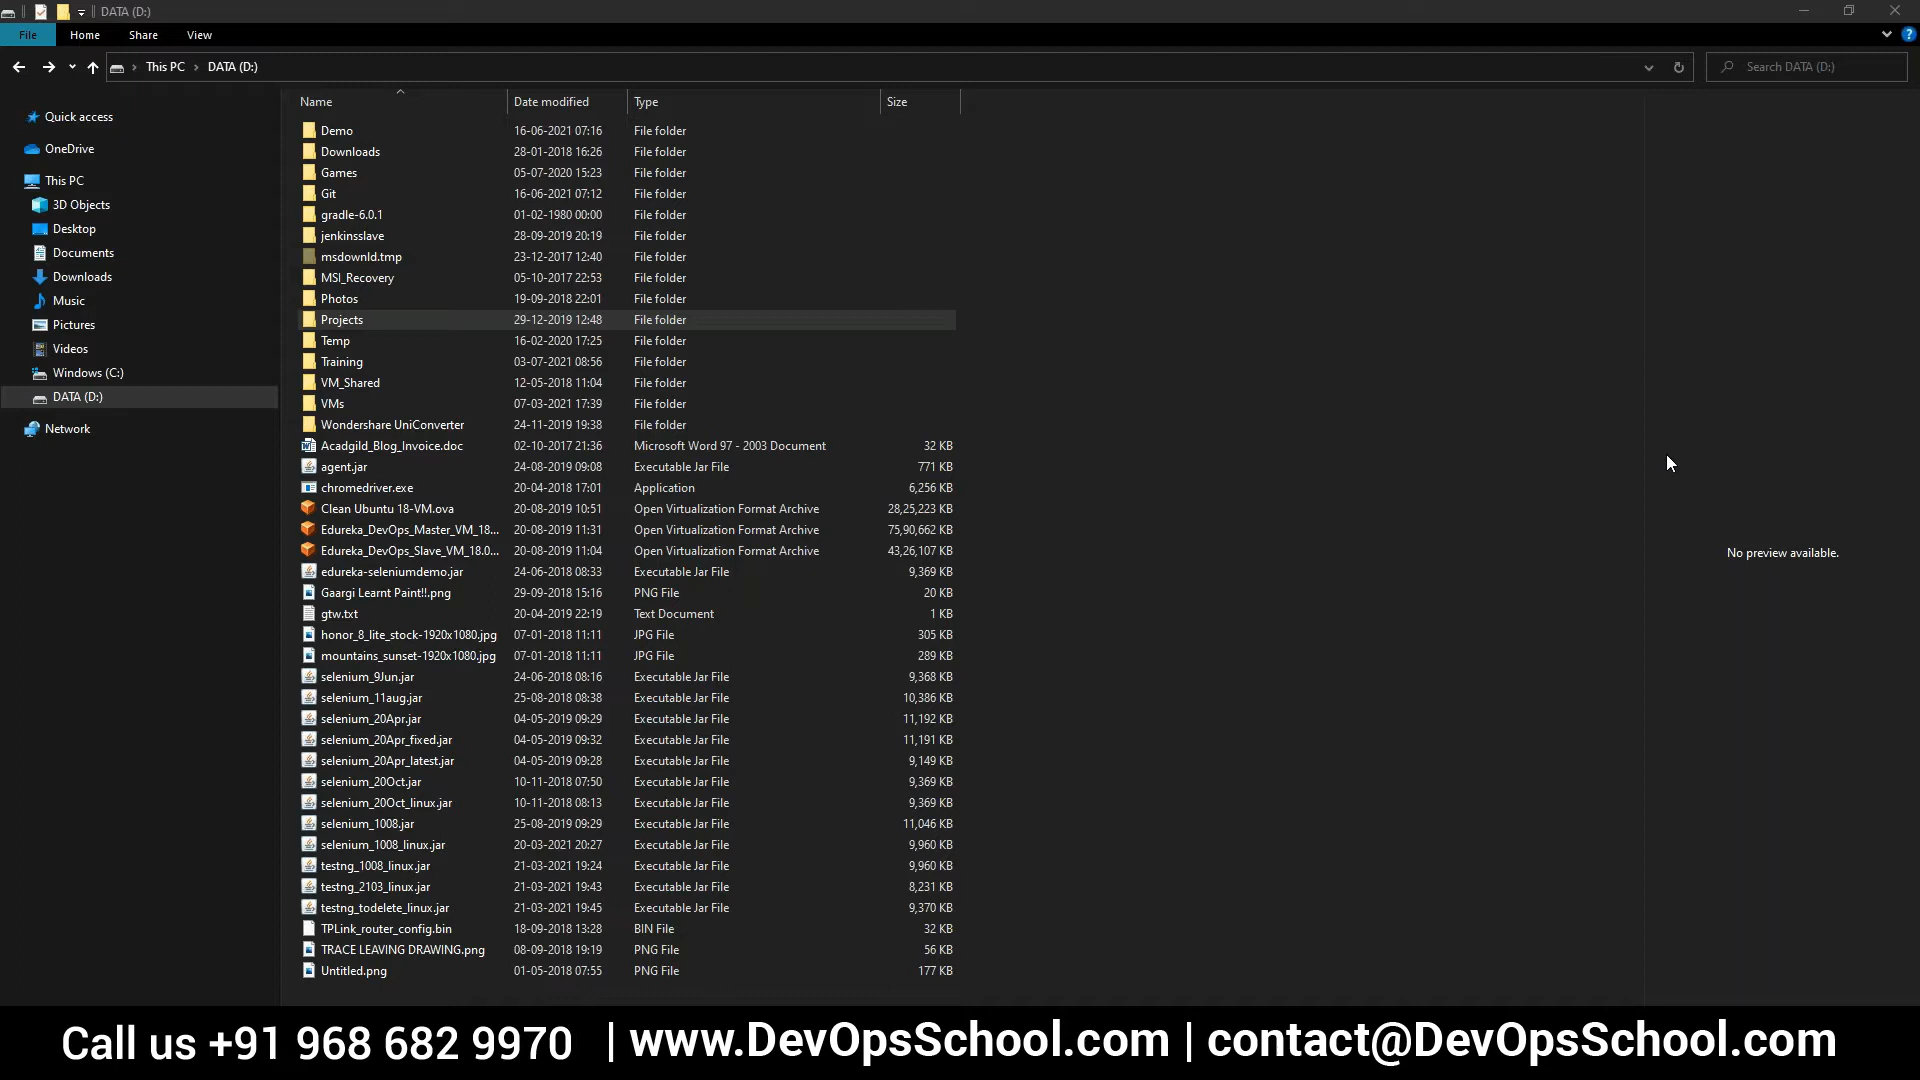 DATA (D:)
File Home Share View
This PC DATA (D:) Search DATA (D:)
Name Date modified Type Size
Quick access
OneDrive
This PC
3D Objects
Desktop
Documents
Downloads
Music
Pictures
Videos
Windows (C:)
DATA (D:)
Network
Demo 16-06-2021 07:16 File folder
Downloads 28-01-2018 16:26 File folder
Games 05-07-2020 15:23 File folder
Git 16-06-2021 07:12 File folder
gradle-6.0.1 01-02-1980 00:00 File folder
jenkinsslave 28-09-2019 20:19 File folder
msdownld.tmp 23-12-2017 12:40 File folder
MSI_Recovery 05-10-2017 22:53 File folder
Photos 19-09-2018 22:01 File folder
Projects 29-12-2019 12:48 File folder
Temp 16-02-2020 17:25 File folder
Training 03-07-2021 08:56 File folder
VM_Shared 12-05-2018 11:04 File folder
VMs 07-03-2021 17:39 File folder
Wondershare UniConverter 24-11-2019 19:38 File folder
Acadgild_Blog_Invoice.doc 02-10-2017 21:36 Microsoft Word 97 - 2003 Document 32 KB
agent.jar 24-08-2019 09:08 Executable Jar File 771 KB
chromedriver.exe 20-04-2018 17:01 Application 6,256 KB
Clean Ubuntu 18-VM.ova 20-08-2019 10:51 Open Virtualization Format Archive 28,25,223 KB
Edureka_DevOps_Master_VM_18... 20-08-2019 11:31 Open Virtualization Format Archive 75,90,662 KB
Edureka_DevOps_Slave_VM_18.0... 20-08-2019 11:04 Open Virtualization Format Archive 43,26,107 KB
edureka-seleniumdemo.jar 24-06-2018 08:33 Executable Jar File 9,369 KB
Gaargi Learnt Paint!!.png 29-09-2018 15:16 PNG File 20 KB
gtw.txt 20-04-2019 22:19 Text Document 1 KB
honor_8_lite_stock-1920x1080.jpg 07-01-2018 11:11 JPG File 305 KB
mountains_sunset-1920x1080.jpg 07-01-2018 11:11 JPG File 289 KB
selenium_9Jun.jar 24-06-2018 08:16 Executable Jar File 9,368 KB
selenium_11aug.jar 25-08-2018 08:38 Executable Jar File 10,386 KB
selenium_20Apr.jar 04-05-2019 09:29 Executable Jar File 11,192 KB
selenium_20Apr_fixed.jar 04-05-2019 09:32 Executable Jar File 11,191 KB
selenium_20Apr_latest.jar 04-05-2019 09:28 Executable Jar File 9,149 KB
selenium_20Oct.jar 10-11-2018 07:50 Executable Jar File 9,369 KB
selenium_20Oct_linux.jar 10-11-2018 08:13 Executable Jar File 9,369 KB
selenium_1008.jar 25-08-2019 09:29 Executable Jar File 11,046 KB
selenium_1008_linux.jar 20-03-2021 20:27 Executable Jar File 9,960 KB
testng_1008_linux.jar 21-03-2021 19:24 Executable Jar File 9,960 KB
testng_2103_linux.jar 21-03-2021 19:43 Executable Jar File 8,231 KB
testng_todelete_linux.jar 21-03-2021 19:45 Executable Jar File 9,370 KB
TPLink_router_config.bin 18-09-2018 13:28 BIN File 32 KB
TRACE LEAVING DRAWING.png 08-09-2018 19:19 PNG File 56 KB
Untitled.png 01-05-2018 07:55 PNG File 177 KB
No preview available.
Call us +91 968 682 9970 | www.DevOpsSchool.com | contact@DevOpsSchool.com